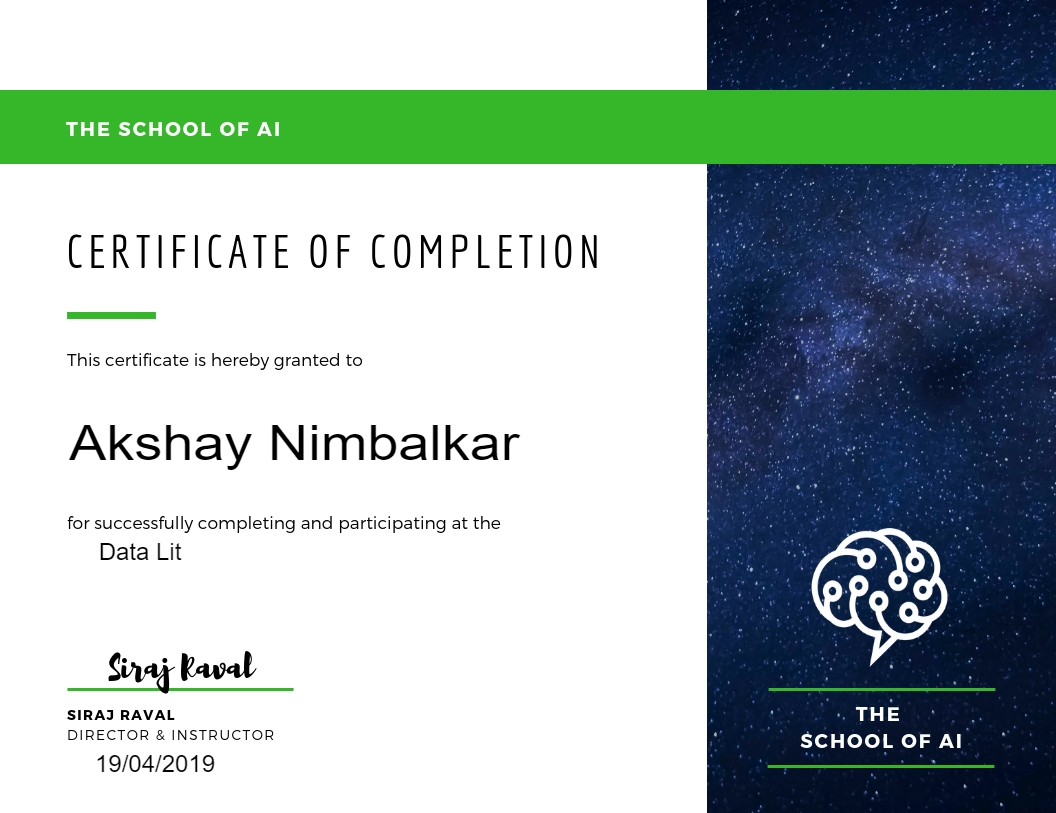 THE SCHOOL OF AI
CERTIFICATE OF COMPLETION
This certificate is hereby granted to
Akshay Nimbalkar
for successfully completing and participating at the
Data Lit
Siraj Raval
SIRAJ RAVAL
DIRECTOR & INSTRUCTOR
19/04/2019
THE
SCHOOL OF AI